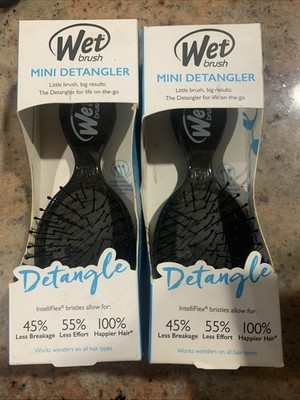 Wet
brush
MINI DETANGLER
Little brush, big results:
The Detangler for life on-the-go
Wet
Detangle
IntelliFlex® bristles allow for:
45% 55% 100%
Less Breakage Less Effort Happier Hair*
Works wonders on all hair types
Wet
brush
MINI DETANGLER
Little brush, big results:
The Detangler for life on-the-go
Wet
brush
Detangle
IntelliFlex® bristles allow for:
45% 55% 100%
Less Breakage Less Effort Happier Hair*
Works wonders on all hair types